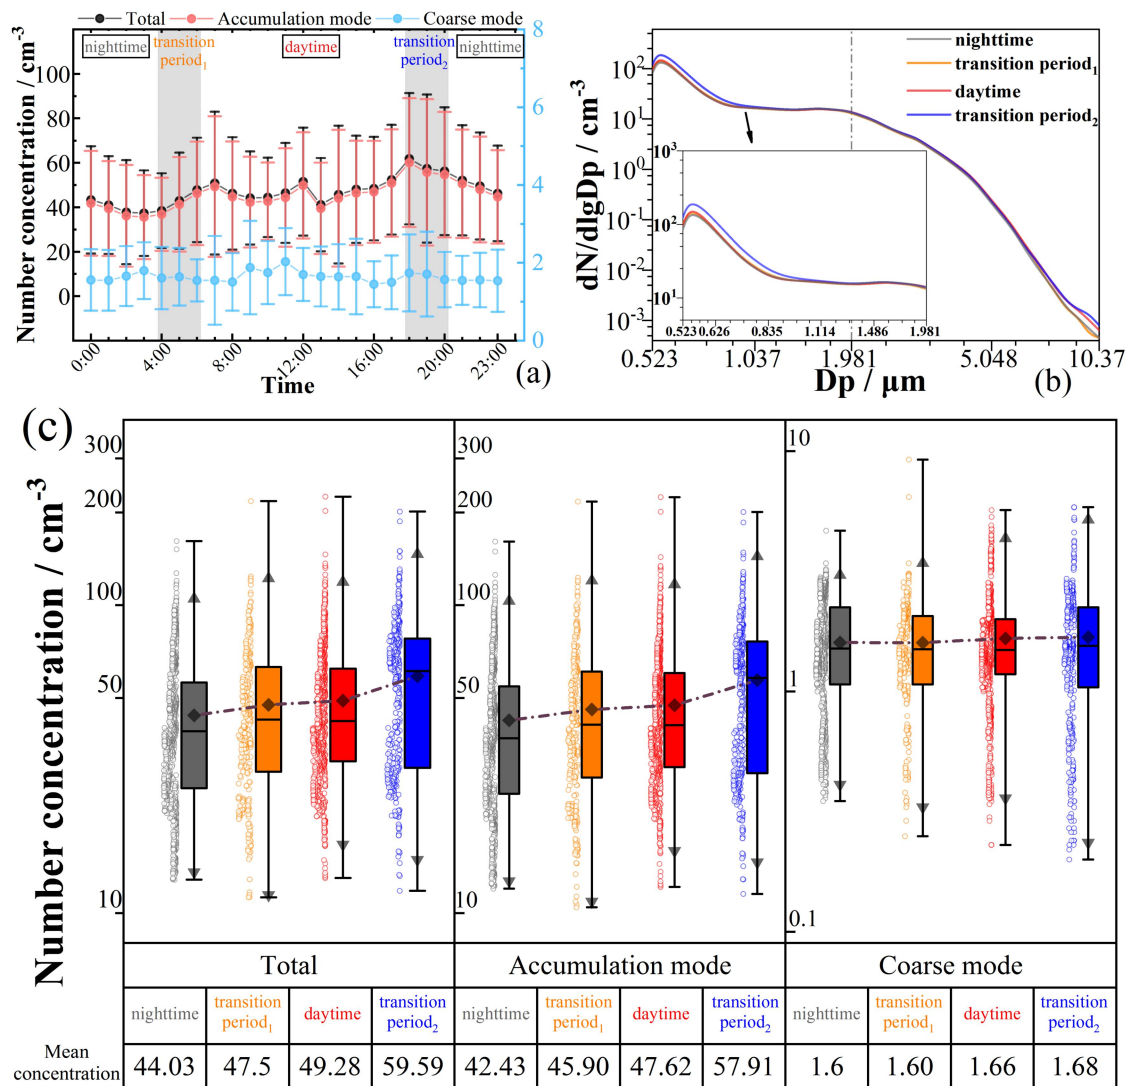 Total Accumulation mode Coarse mode
nighttime
transition
period1
daytime
transition
period2
nighttime
Number concentration / cm-3
100
80
60
40
20
0
8
6
4
2
0
0:00
4:00
8:00
12:00
16:00
20:00
23:00
Time
(a)
dN/dlgDp / cm-3
10^2
10^1
10^0
10^-1
10^-2
10^-3
nighttime
transition period1
daytime
transition period2
10^3
10^2
10^1
0.523 0.626 0.835 1.114 1.486 1.981
0.523 1.037 1.981 5.048 10.37
Dp / μm
(b)
(c)
Number concentration / cm-3
300
200
100
50
10
300
200
100
50
10
10
1
0.1
Total Accumulation mode Coarse mode
nighttime
transition
period1
daytime
transition
period2
nighttime
transition
period1
daytime
transition
period2
nighttime
transition
period1
daytime
transition
period2
Mean
concentration
44.03 47.5 49.28 59.59 42.43 45.90 47.62 57.91 1.6 1.60 1.66 1.68